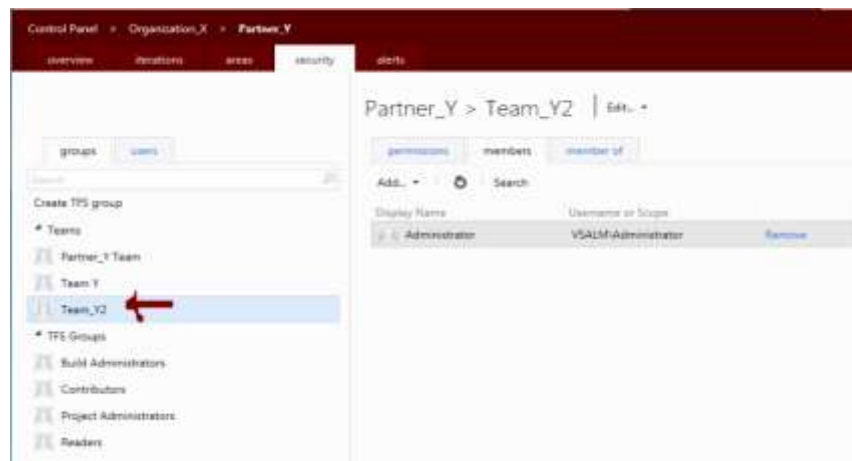 Control Panel > Organization_X > Partner_Y
overview iterations areas security alerts
Partner_Y > Team_Y2 | Edit...
groups users
permissions members member of
Search
Add... Search
Create TFS group
Display Name Username or Scope
Teams
Administrator VSALM\Administrator Remove
Partner_Y Team
Team Y
Team_Y2
TFS Groups
Build Administrators
Contributors
Project Administrators
Readers